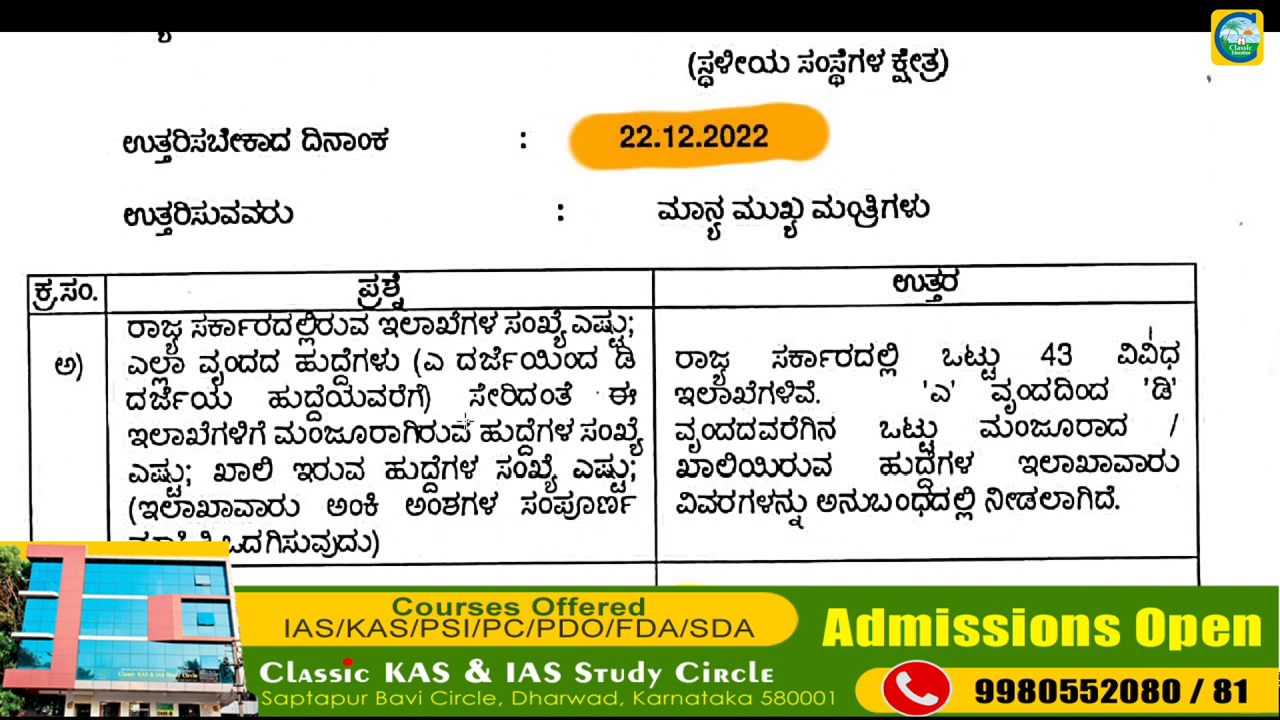 Classic
Education
(ಸ್ಥಳೀಯ ಸಂಸ್ಥೆಗಳ ಕ್ಷೇತ್ರ)
ಉತ್ತರಿಸಬೇಕಾದ ದಿನಾಂಕ : 22.12.2022
ಉತ್ತರಿಸುವವರು : ಮಾನ್ಯ ಮುಖ್ಯ ಮಂತ್ರಿಗಳು
ಕ್ರ.ಸಂ. ಪ್ರಶ್ನೆ ಉತ್ತರ
ಅ)
ರಾಜ್ಯ ಸರ್ಕಾರದಲ್ಲಿರುವ ಇಲಾಖೆಗಳ ಸಂಖ್ಯೆ ಎಷ್ಟು;
ಎಲ್ಲಾ ವೃಂದದ ಹುದ್ದೆಗಳು (ಎ ದರ್ಜೆಯಿಂದ ಡಿ
ದರ್ಜೆಯ ಹುದ್ದೆಯವರೆಗೆ) ಸೇರಿದಂತೆ ಈ
ಇಲಾಖೆಗಳಿಗೆ ಮಂಜೂರಾಗಿರುವ ಹುದ್ದೆಗಳ ಸಂಖ್ಯೆ
ಎಷ್ಟು; ಖಾಲಿ ಇರುವ ಹುದ್ದೆಗಳ ಸಂಖ್ಯೆ ಎಷ್ಟು;
(ಇಲಾಖಾವಾರು ಅಂಕಿ ಅಂಶಗಳ ಸಂಪೂರ್ಣ
ಒದಗಿಸುವುದು)
ರಾಜ್ಯ ಸರ್ಕಾರದಲ್ಲಿ ಒಟ್ಟು 43 ವಿವಿಧ
ಇಲಾಖೆಗಳಿವೆ. 'ಎ' ವೃಂದದಿಂದ 'ಡಿ'
ವೃಂದದವರೆಗಿನ ಒಟ್ಟು ಮಂಜೂರಾದ /
ಖಾಲಿಯಿರುವ ಹುದ್ದೆಗಳ ಇಲಾಖಾವಾರು
ವಿವರಗಳನ್ನು ಅನುಬಂಧದಲ್ಲಿ ನೀಡಲಾಗಿದೆ.
Courses Offered
IAS/KAS/PSI/PC/PDO/FDA/SDA
Classic KAS & IAS Study Circle
Saptapur Bavi Circle, Dharwad, Karnataka 580001
Admissions Open
9980552080 / 81